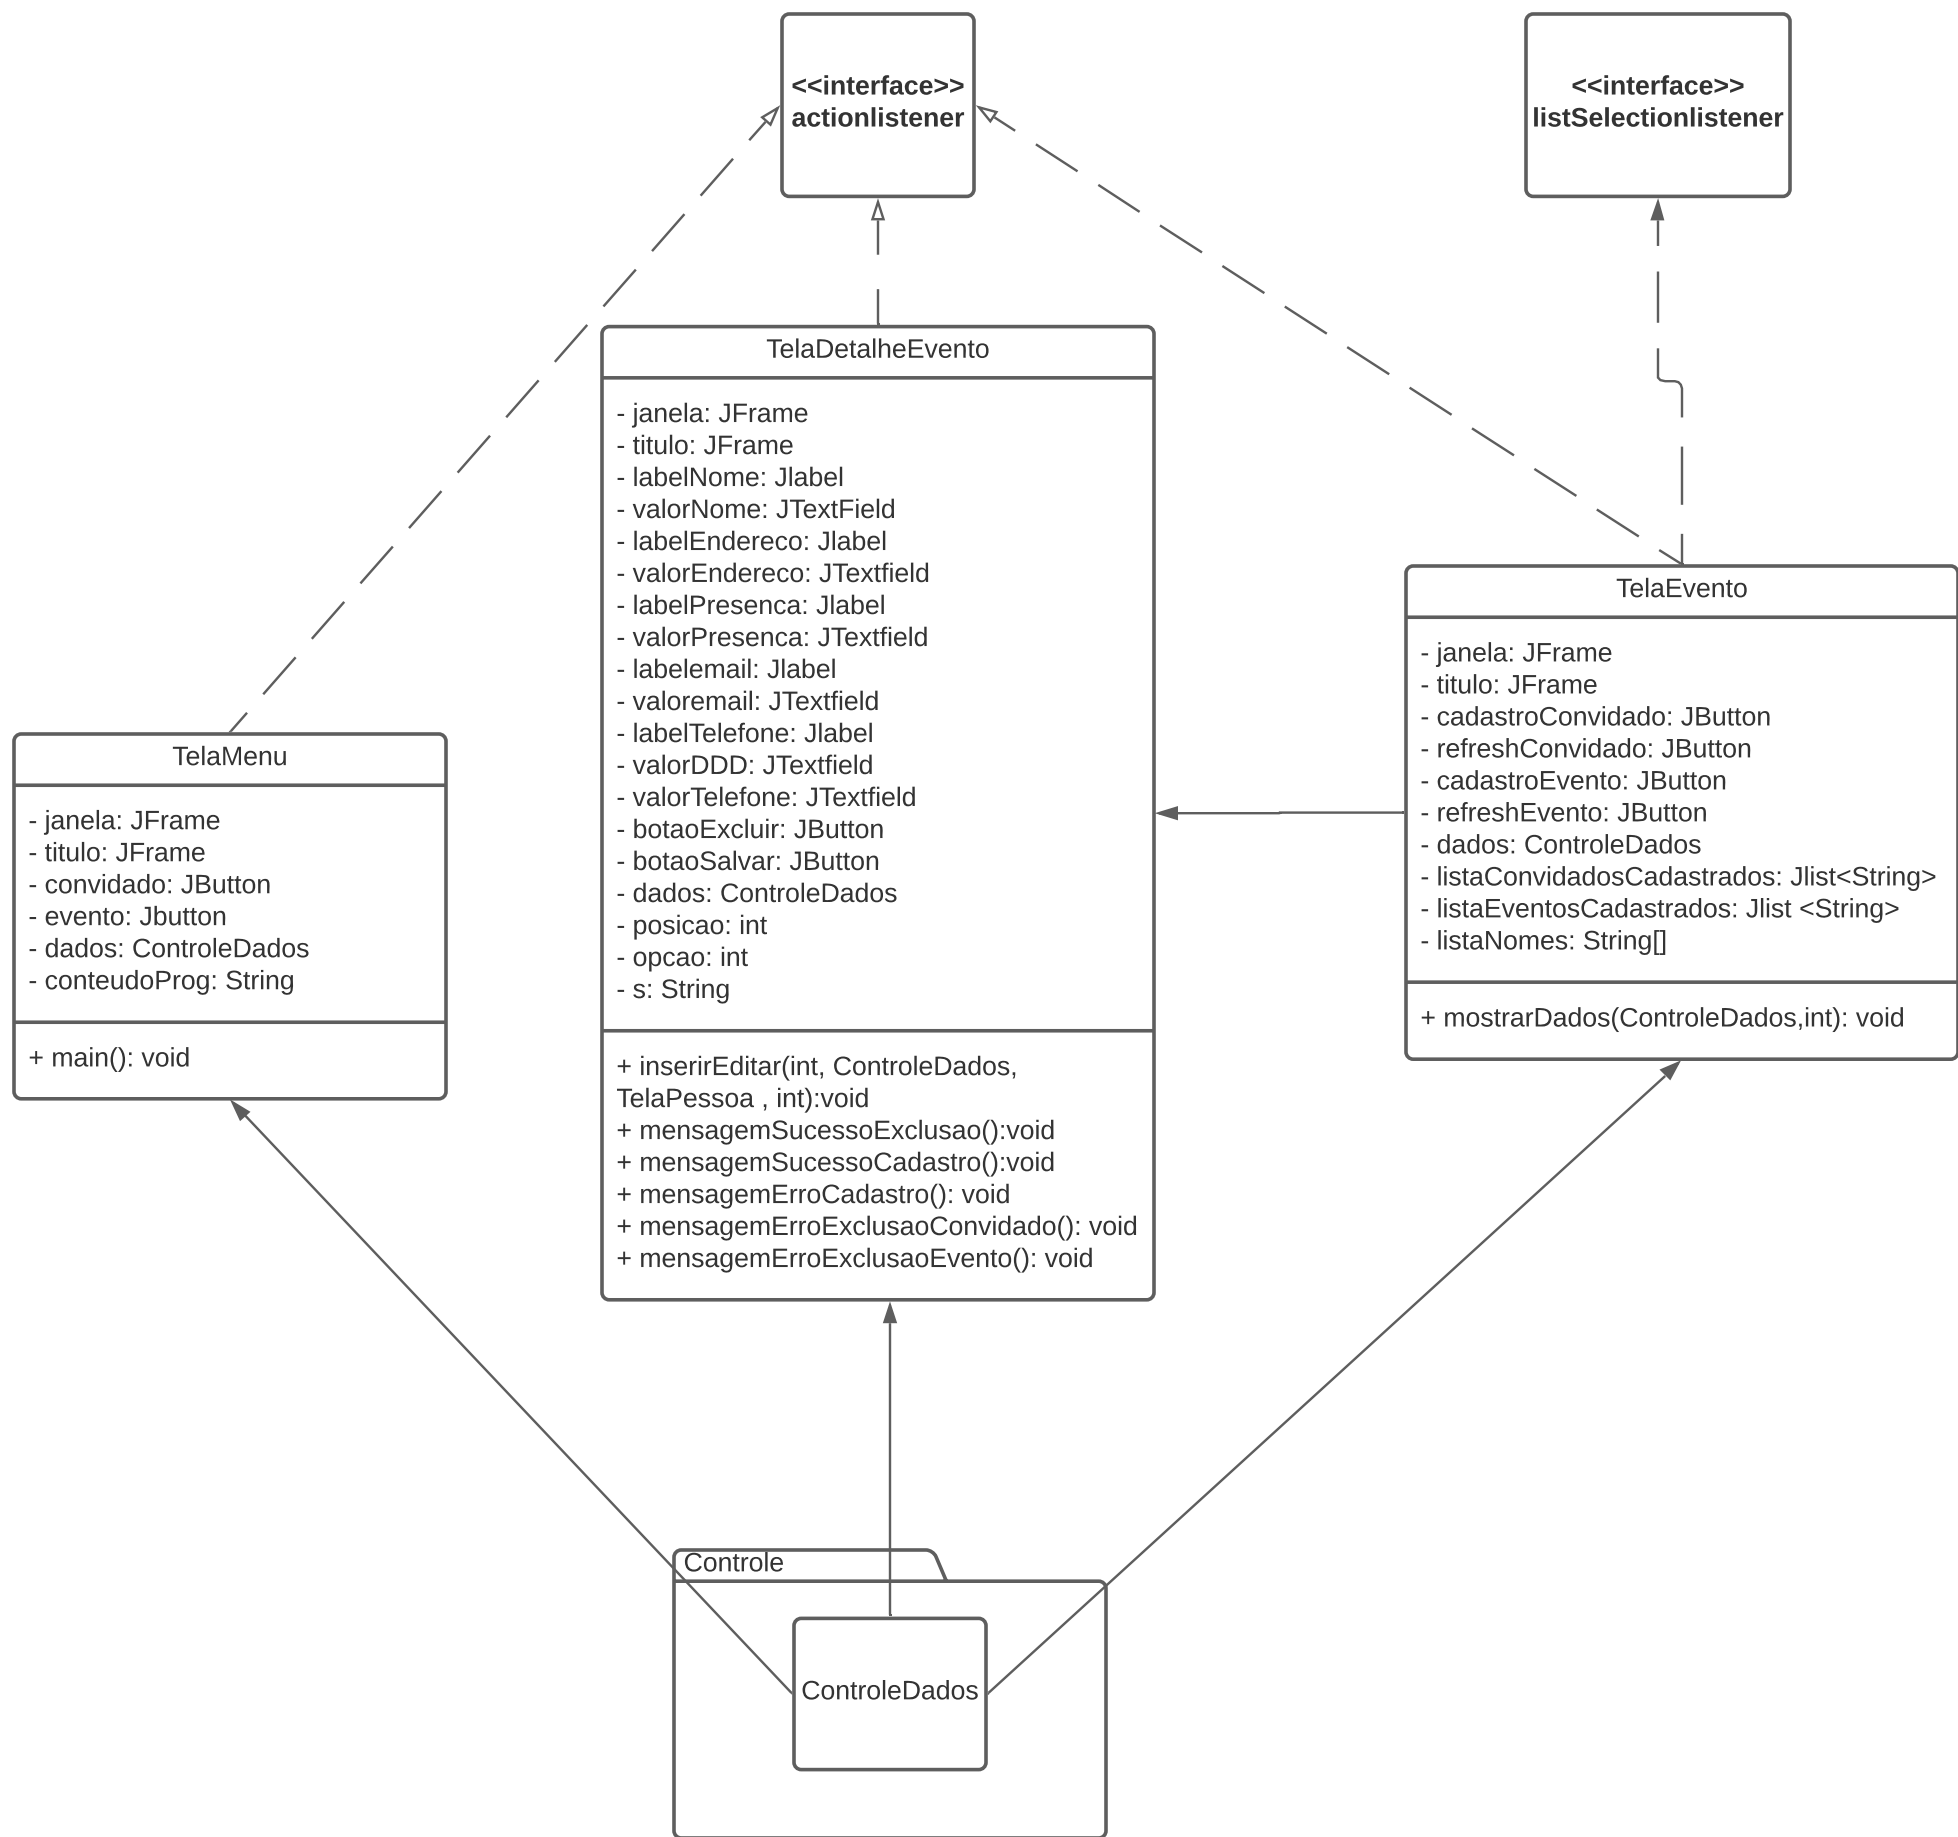 <<interface>>
actionlistener
<<interface>>
listSelectionlistener
TelaDetalheEvento
- janela: JFrame
- titulo: JFrame
- labelNome: Jlabel
- valorNome: JTextField
- labelEndereco: Jlabel
- valorEndereco: JTextfield
- labelPresenca: Jlabel
- valorPresenca: JTextfield
- labelemail: Jlabel
- valoremail: JTextfield
- labelTelefone: Jlabel
- valorDDD: JTextfield
- valorTelefone: JTextfield
- botaoExcluir: JButton
- botaoSalvar: JButton
- dados: ControleDados
- posicao: int
- opcao: int
- s: String
+ inserirEditar(int, ControleDados,
TelaPessoa , int):void
+ mensagemSucessoExclusao():void
+ mensagemSucessoCadastro():void
+ mensagemErroCadastro(): void
+ mensagemErroExclusaoConvidado(): void
+ mensagemErroExclusaoEvento(): void
TelaEvento
- janela: JFrame
- titulo: JFrame
- cadastroConvidado: JButton
- refreshConvidado: JButton
- cadastroEvento: JButton
- refreshEvento: JButton
- dados: ControleDados
- listaConvidadosCadastrados: Jlist<String>
- listaEventosCadastrados: Jlist <String>
- listaNomes: String[]
+ mostrarDados(ControleDados,int): void
TelaMenu
- janela: JFrame
- titulo: JFrame
- convidado: JButton
- evento: Jbutton
- dados: ControleDados
- conteudoProg: String
+ main(): void
Controle
ControleDados